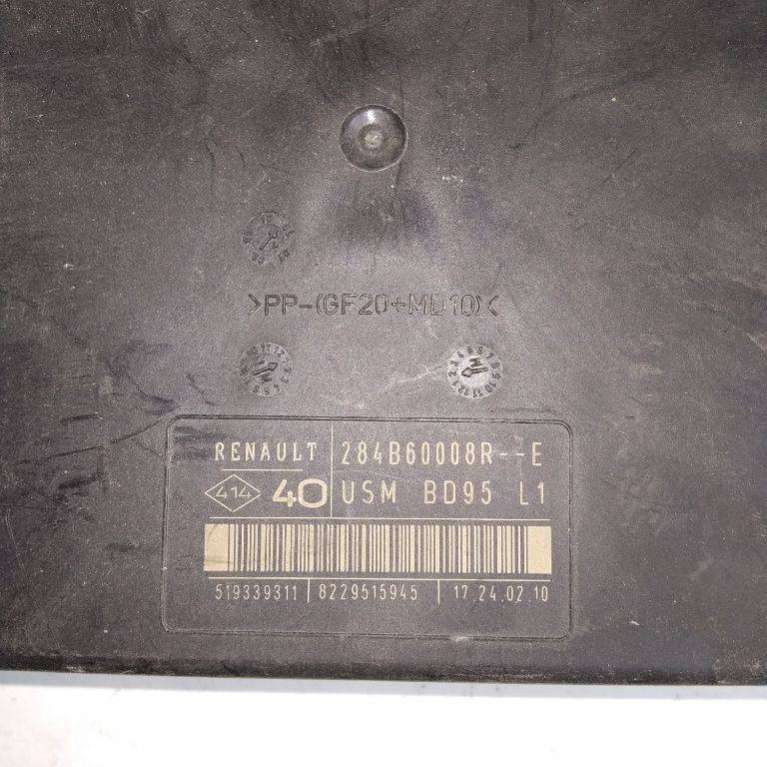 >PP-(GF20+MD10)<
RENAULT 284B60008R--E
414 40 USM BD95 L1
519339311 8229515945 17 24.02.10